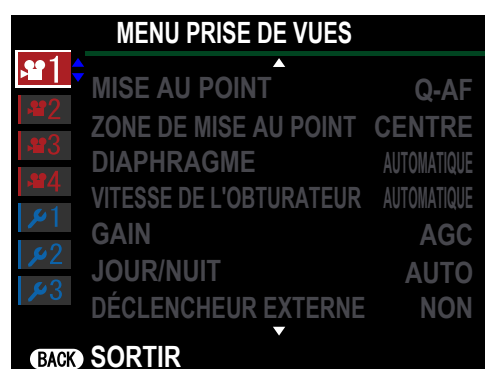 MENU PRISE DE VUES
1
2
3
4
1
2
3
MISE AU POINT Q-AF
ZONE DE MISE AU POINT CENTRE
DIAPHRAGME AUTOMATIQUE
VITESSE DE L'OBTURATEUR AUTOMATIQUE
GAIN AGC
JOUR/NUIT AUTO
DÉCLENCHEUR EXTERNE NON
BACK SORTIR